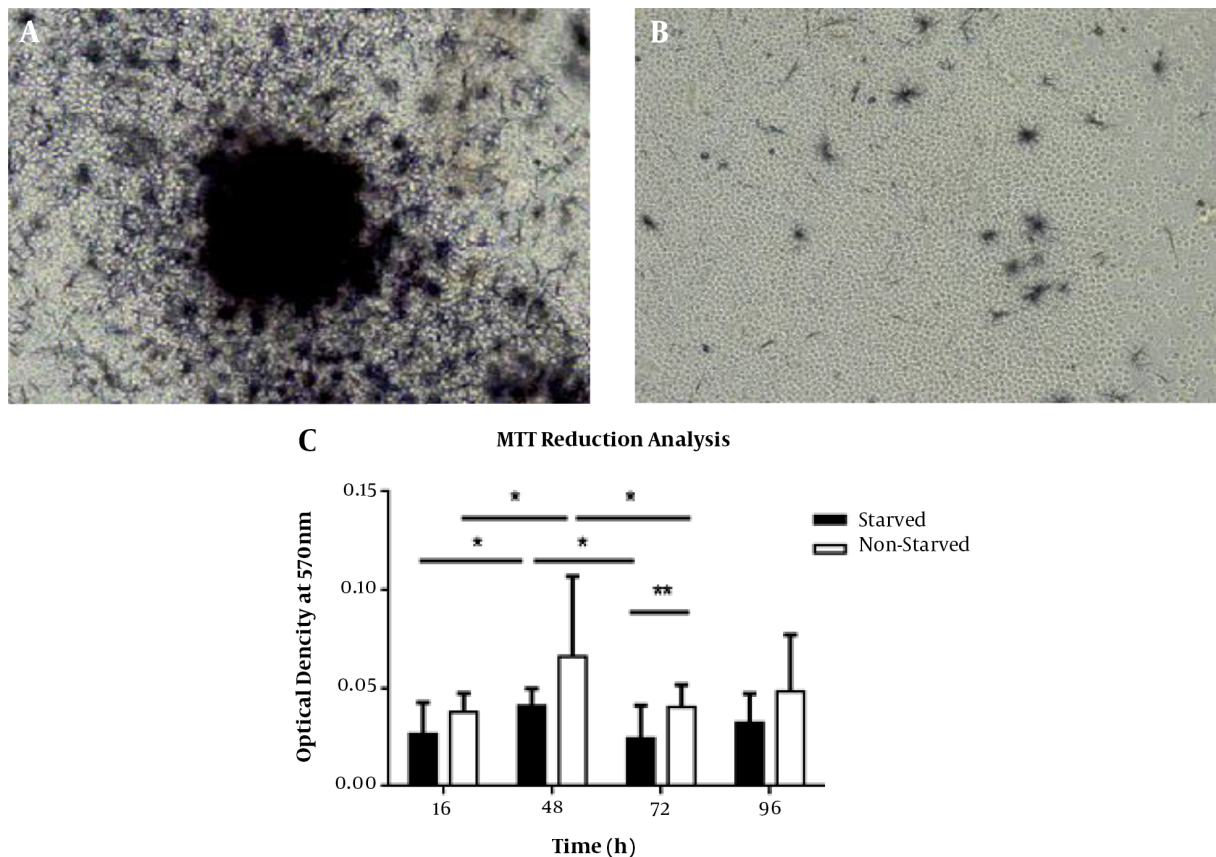 A
B
C
MTT Reduction Analysis
0.15
0.10
0.05
0.00
Optical Dencity at 570nm
*
*
*
*
**
Starved
Non-Starved
16 48 72 96
Time (h)